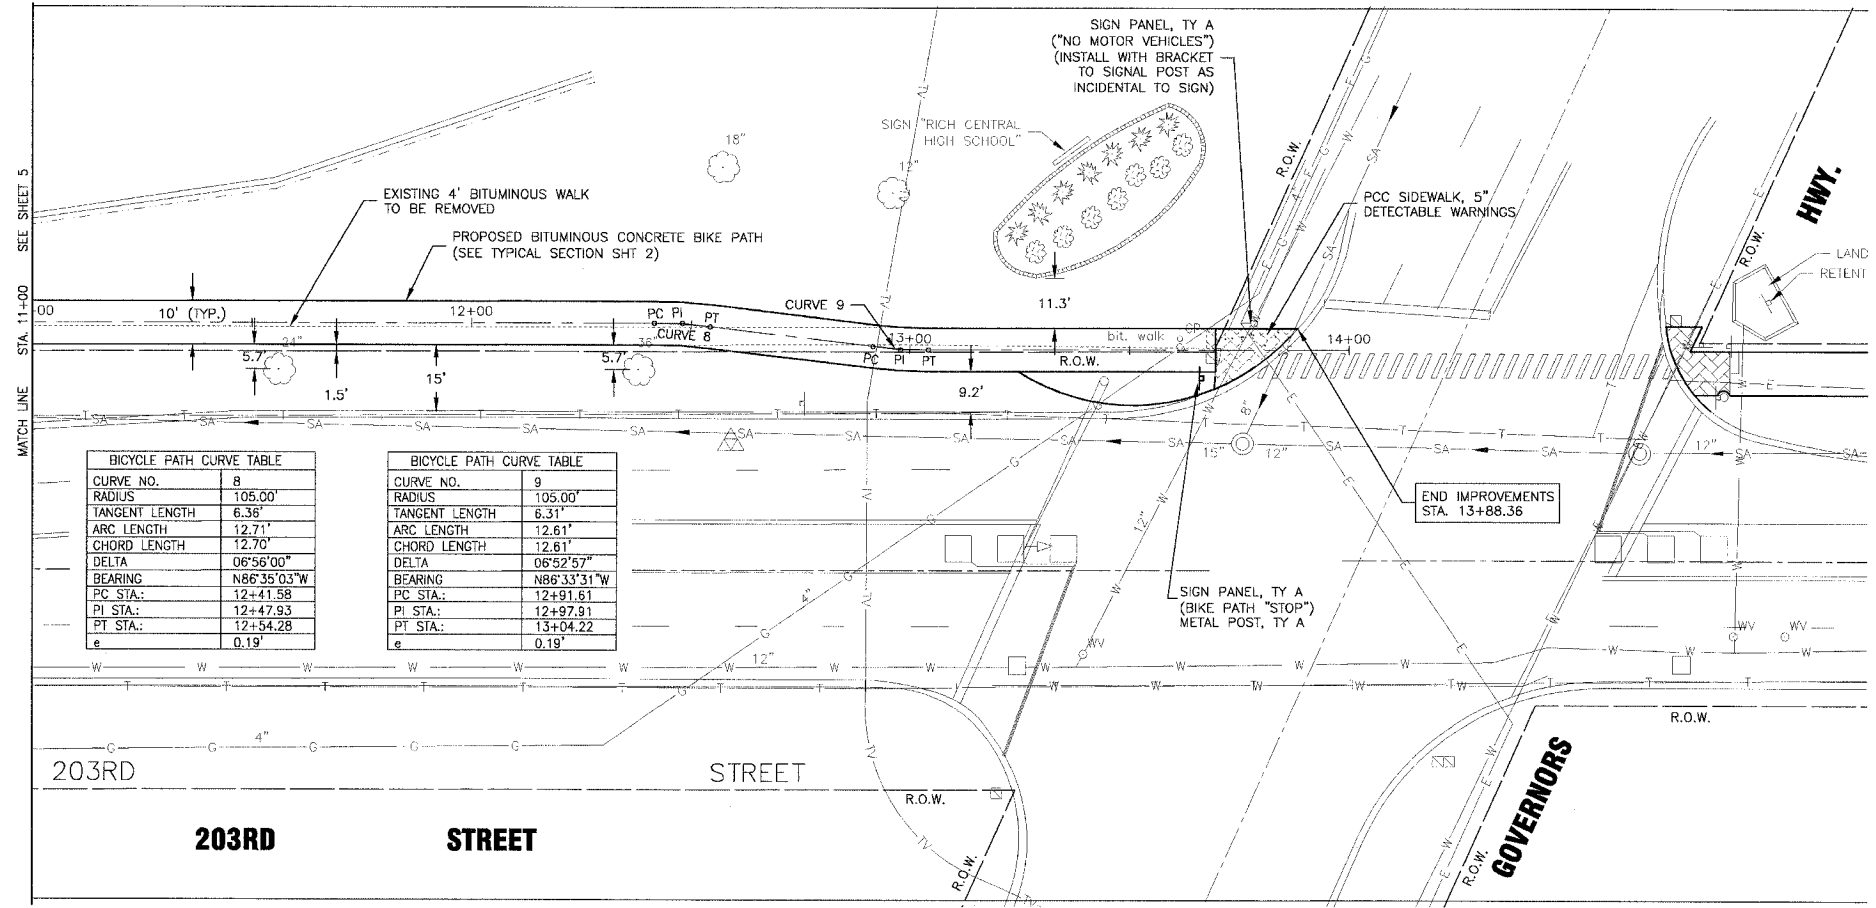 SIGN PANEL, TY A
("NO MOTOR VEHICLES")
(INSTALL WITH BRACKET
TO SIGNAL POST AS
INCIDENTAL TO SIGN)
SIGN "RICH CENTRAL
HIGH SCHOOL"
18"
12"
R.O.W.
4"
HWY.
R.O.W.
LAND
RETENT
PCC SIDEWALK, 5"
DETECTABLE WARNINGS
EXISTING 4' BITUMINOUS WALK
TO BE REMOVED
PROPOSED BITUMINOUS CONCRETE BIKE PATH
(SEE TYPICAL SECTION SHT 2)
MATCH LINE STA. 11+00 SEE SHEET 5
00
10' (TYP.)
12+00
PC PI PT
CURVE 8
CURVE 9
11.3'
13+00
bit. walk
14+00
24"
36"
5.7'
5.7'
PC PI PT
R.O.W.
1.5'
15'
9.2'
8"
15"
12"
12"
BICYCLE PATH CURVE TABLE
CURVE NO. 8
RADIUS 105.00'
TANGENT LENGTH 6.36'
ARC LENGTH 12.71'
CHORD LENGTH 12.70'
DELTA 06°56'00"
BEARING N86°35'03"W
PC STA.: 12+41.58
PI STA.: 12+47.93
PT STA.: 12+54.28
e 0.19'
BICYCLE PATH CURVE TABLE
CURVE NO. 9
RADIUS 105.00'
TANGENT LENGTH 6.31'
ARC LENGTH 12.61'
CHORD LENGTH 12.61'
DELTA 06°52'57"
BEARING N86°33'31"W
PC STA.: 12+91.61
PI STA.: 12+97.91
PT STA.: 13+04.22
e 0.19'
END IMPROVEMENTS
STA. 13+88.36
12"
4"
SIGN PANEL, TY A
(BIKE PATH "STOP")
METAL POST, TY A
WV
WV
WV
12"
4"
R.O.W.
203RD STREET
R.O.W.
203RD STREET
R.O.W.
R.O.W.
GOVERNORS